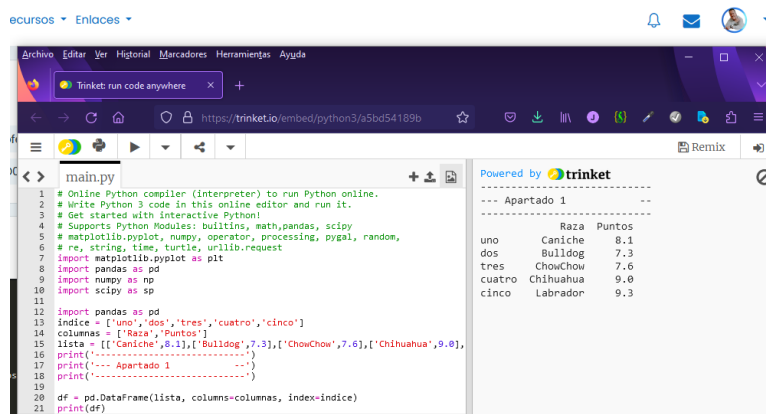 ecursos Enlaces
Archivo Editar Ver Historial Marcadores Herramientas Ayuda
Trinket: run code anywhere
https://trinket.io/embed/python3/a5bd54189b
Remix
main.py
1 # Online Python compiler (interpreter) to run Python online.
2 # Write Python 3 code in this online editor and run it.
3 # Get started with interactive Python!
4 # Supports Python Modules: builtins, math,pandas, scipy
5 # matplotlib.pyplot, numpy, operator, processing, pygal, random,
6 # re, string, time, turtle, urllib.request
7 import matplotlib.pyplot as plt
8 import pandas as pd
9 import numpy as np
10 import scipy as sp
11
12 import pandas as pd
13 indice = ['uno','dos','tres','cuatro','cinco']
14 columnas = ['Raza','Puntos']
15 lista = [['Caniche',8.1],['Bulldog',7.3],['ChowChow',7.6],['Chihuahua',9.0],
16 print('----------------------------')
17 print('--- Apartado 1            --')
18 print('----------------------------')
19
20 df = pd.DataFrame(lista, columns=columnas, index=indice)
21 print(df)
Powered by trinket
----------------------------
--- Apartado 1            --
----------------------------
Raza Puntos
uno Caniche 8.1
dos Bulldog 7.3
tres ChowChow 7.6
cuatro Chihuahua 9.0
cinco Labrador 9.3